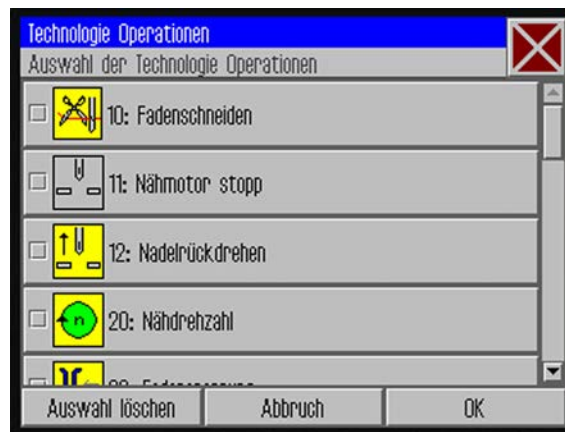 Technologie Operationen
Auswahl der Technologie Operationen
10: Fadenschneiden
11: Nähmotor stopp
12: Nadelrückdrehen
n 20: Nähdrehzahl
Auswahl löschen Abbruch OK